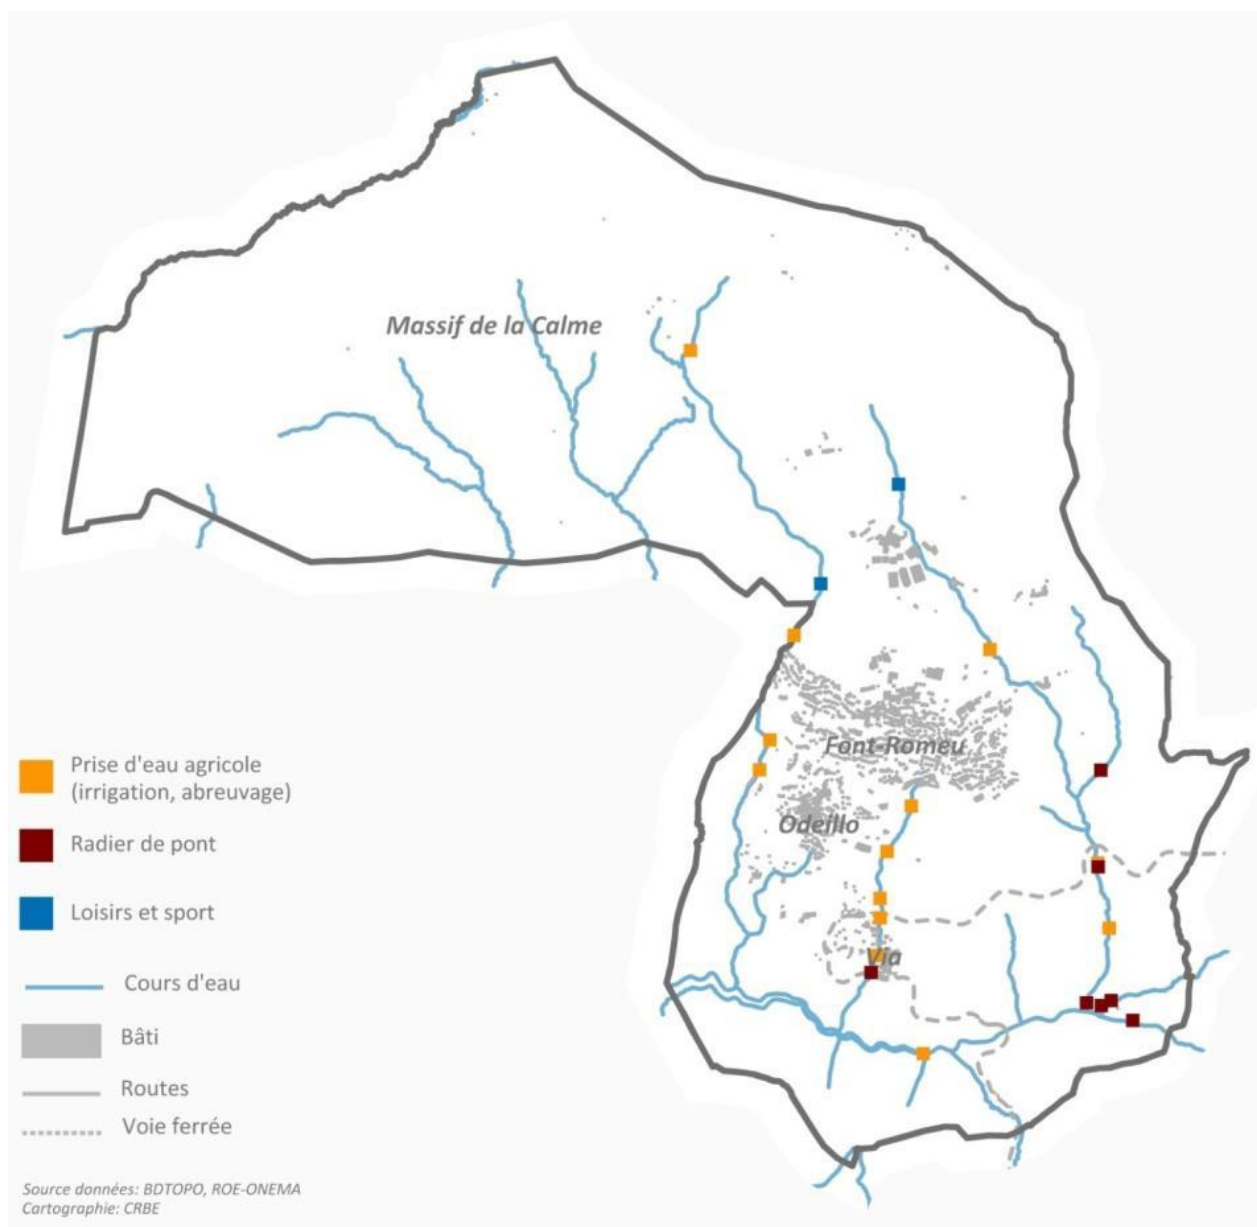 Massif de la Calme
Font-Romeu
Odeillo
Via
Prise d'eau agricole
(irrigation, abreuvage)
Radier de pont
Loisirs et sport
Cours d'eau
Bâti
Routes
Voie ferrée
Source données: BDTOPO, ROE-ONEMA
Cartographie: CRBE